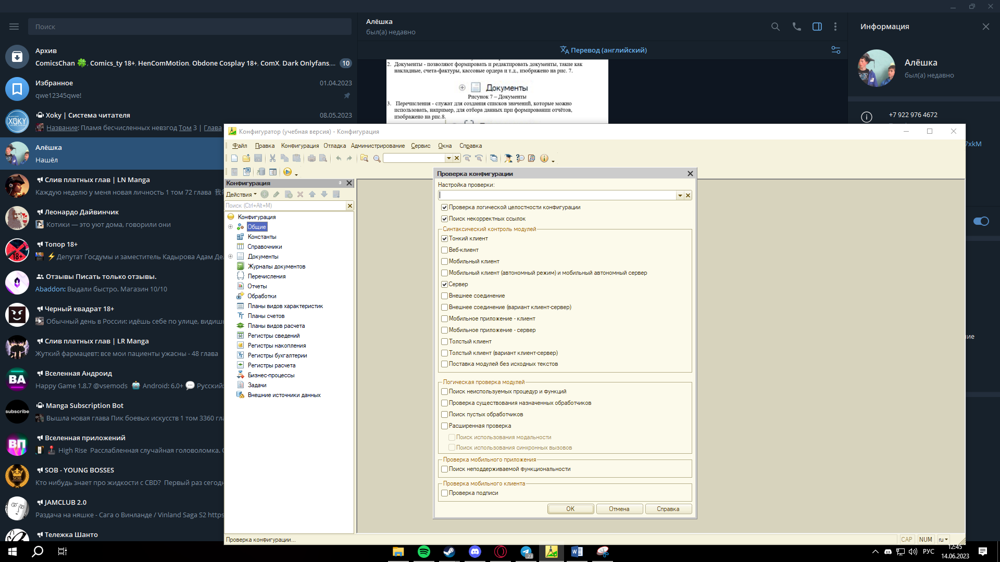 Поиск
Архив
ComicsChan 🍀, Comics_ty 18+, HenComMotion, Obdone Cosplay 18+, ComX, Dark Onlyfans,... 10
Избранное 01.04.2023
qwe12345qwe!
Xoky | Система читателя 08.05.2023
Название: Пламя бесчисленных невзгод Том 3 | Глава
Алёшка
Нашёл
Слив платных глав | LN Manga
Каждую неделю у меня новая личность 1 том 72 глава
Леонардо Дайвинчик
Котики — это уют дома, говорили они
Топор 18+
⚡ Депутат Госдумы и заместитель Кадырова Адам Де
Отзывы Писать только отзывы.
Abaddon: Выдали быстро. Магазин 10/10
Черный квадрат 18+
Обычный день в России: идёшь себе по улице, видишь
Слив платных глав | LR Manga
Жуткий фармацевт: все мои пациенты ужасны - 48 глава
Вселенная Андроид
Happy Game 1.8.7 @vsemods Android: 6.0+ Русский:
Manga Subscription Bot
subscribe
Вышла новая глава Пик боевых искусств 1 том 3360 гла
Вселенная приложений
High Rise Расслабленная случайная головоломка.
SOB - YOUNG BOSSES
Кто нибудь знает про жидкости с CBD? Первый раз сегодн
JAMCLUB 2.0
Раздача на няшке - Сага о Винланде / Vinland Saga S2 https
Тележка Шанто
Алёшка
был(а) недавно
Перевод (английский)
2. Документы - позволяют формировать и редактировать документы, такие как
накладные, счета-фактуры, кассовые ордера и т.д., изображено на рис. 7.
Документы
Рисунок 7 – Документы
3. Перечисления - служат для создания списков значений, которые можно
использовать, например, для отбора данных при формировании отчётов,
изображено на рис.8.
Информация
Алёшка
был(а) недавно
+7 922 976 4672
7xkM
ие
Конфигуратор (учебная версия) - Конфигурация
Файл Правка Конфигурация Отладка Администрирование Сервис Окна Справка
Конфигурация
Действия
Поиск (Ctrl+Alt+M)
Конфигурация
Общие
Константы
Справочники
Документы
Журналы документов
Перечисления
Отчеты
Обработки
Планы видов характеристик
Планы счетов
Планы видов расчета
Регистры сведений
Регистры накопления
Регистры бухгалтерии
Регистры расчета
Бизнес-процессы
Задачи
Внешние источники данных
Проверка конфигурации
Настройка проверки:
Проверка логической целостности конфигурации
Поиск некорректных ссылок
Синтаксический контроль модулей
Тонкий клиент
Веб-клиент
Мобильный клиент
Мобильный клиент (автономный режим) и мобильный автономный сервер
Сервер
Внешнее соединение
Внешнее соединение (вариант клиент-сервер)
Мобильное приложение - клиент
Мобильное приложение - сервер
Толстый клиент
Толстый клиент (вариант клиент-сервер)
Поставка модулей без исходных текстов
Логическая проверка модулей
Поиск неиспользуемых процедур и функций
Проверка существования назначенных обработчиков
Поиск пустых обработчиков
Расширенная проверка
Поиск использования модальности
Поиск использования синхронных вызовов
Проверка мобильного приложения
Поиск неподдерживаемой функциональности
Проверка мобильного клиента
Проверка подписи
OK Отмена Справка
Проверка конфигурации... CAP NUM ru
23
РУС
12:45
14.06.2023